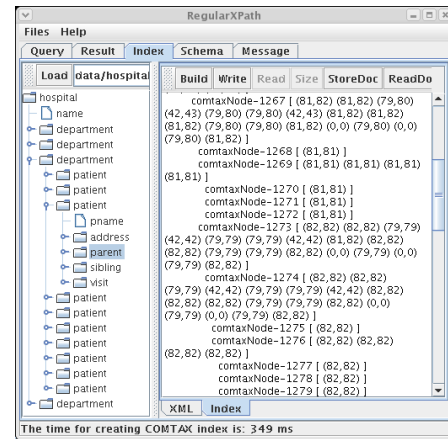 RegularXPath
Files Help
Query Result Index Schema Message
Load data/hospital
Build Write Read Size StoreDoc ReadDo
hospital
name
department
department
department
patient
patient
patient
pname
address
parent
sibling
visit
patient
patient
patient
patient
patient
patient
department
comtaxNode-1267 [ (81,82) (81,82) (79,80)
(42,43) (79,80) (79,80) (42,43) (81,82) (81,82)
(81,82) (79,80) (79,80) (81,82) (0,0) (79,80) (0,0)
(79,80) (81,82) ]
comtaxNode-1268 [ (81,81) ]
comtaxNode-1269 [ (81,81) (81,81) (81,81)
(81,81) ]
comtaxNode-1270 [ (81,81) ]
comtaxNode-1271 [ (81,81) ]
comtaxNode-1272 [ (81,81) ]
comtaxNode-1273 [ (82,82) (82,82) (79,79)
(42,42) (79,79) (79,79) (42,42) (81,82) (82,82)
(82,82) (79,79) (79,79) (82,82) (0,0) (79,79) (0,0)
(79,79) (82,82) ]
comtaxNode-1274 [ (82,82) (82,82)
(79,79) (42,42) (79,79) (79,79) (42,42) (82,82)
(82,82) (82,82) (79,79) (79,79) (82,82) (0,0)
(79,79) (0,0) (79,79) (82,82) ]
comtaxNode-1275 [ (82,82) ]
comtaxNode-1276 [ (82,82) (82,82)
(82,82) (82,82) ]
comtaxNode-1277 [ (82,82) ]
comtaxNode-1278 [ (82,82) ]
comtaxNode-1279 [ (82,82) ]
XML Index
The time for creating COMTAX index is: 349 ms